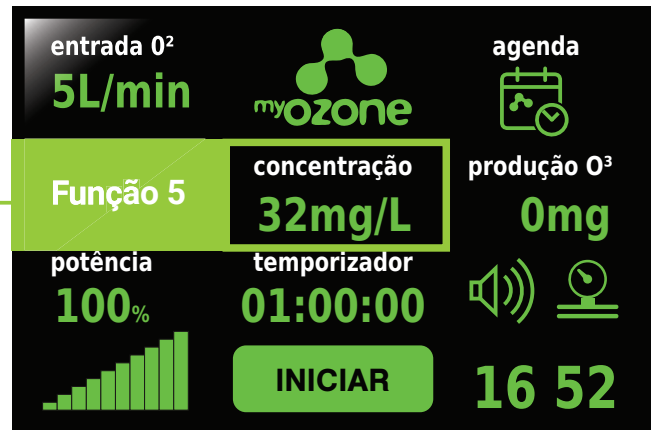 entrada 0²
5L/min
myozone
agenda
Função 5
concentração
32mg/L
produção O³
0mg
potência
100%
temporizador
01:00:00
INICIAR
16 52